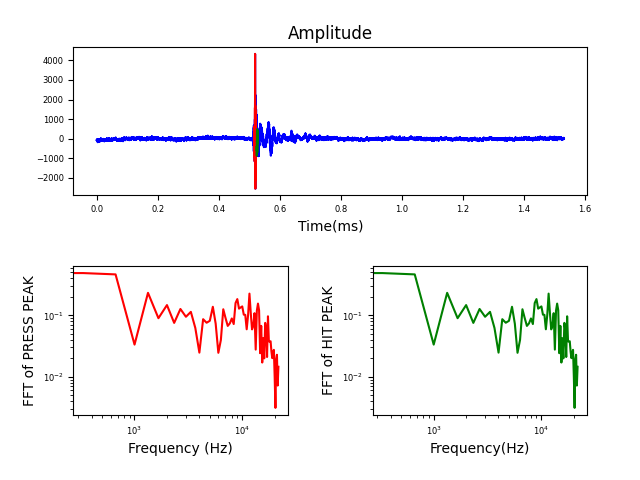 Amplitude
4000
3000
2000
1000
0
−1000
−2000
0.0 0.2 0.4 0.6 0.8 1.0 1.2 1.4 1.6
Time(ms)
FFT of PRESS PEAK
10⁻¹
10⁻²
10³ 10⁴
Frequency (Hz)
FFT of HIT PEAK
10⁻¹
10⁻²
10³ 10⁴
Frequency(Hz)